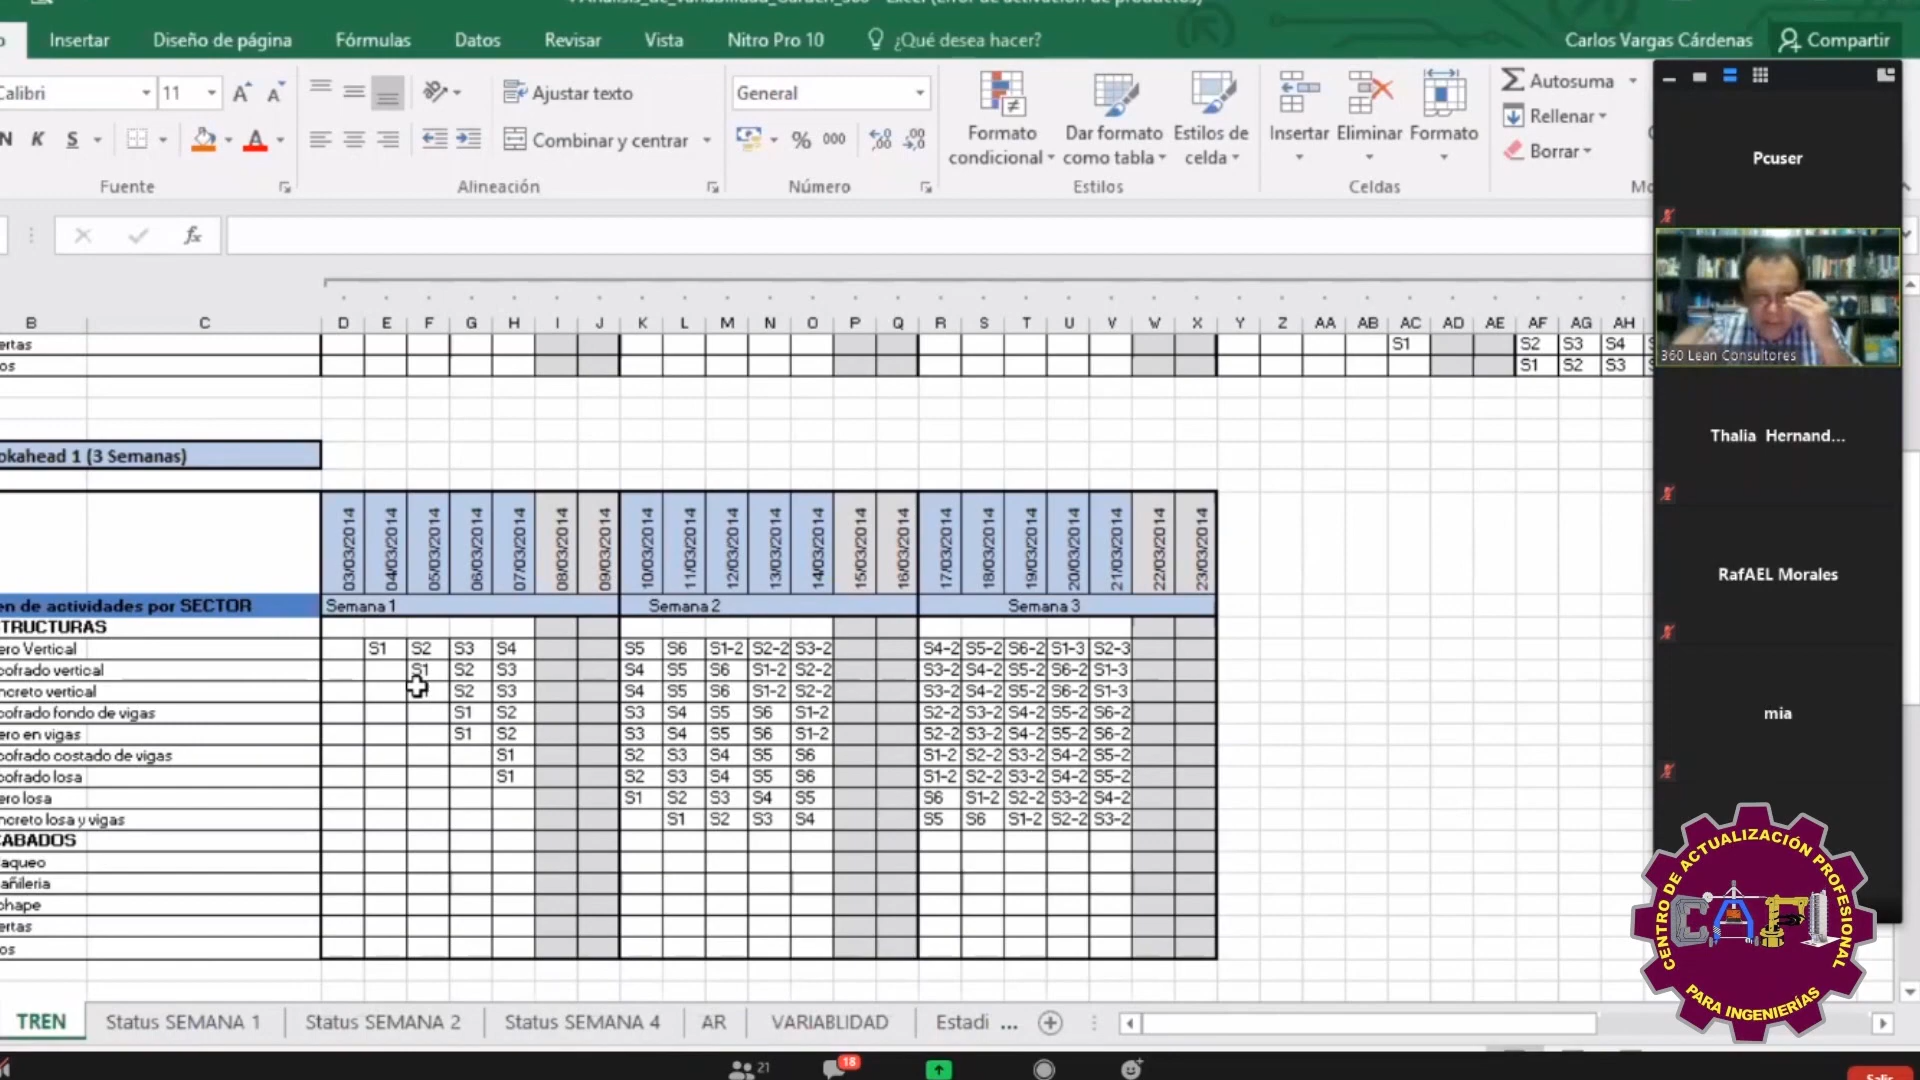 Insertar Diseño de página Fórmulas Datos Revisar Vista Nitro Pro 10 ¿Qué desea hacer? Carlos Vargas Cárdenas Compartir
Calibri 11 Ajustar texto General Autosuma
N K S Combinar y centrar % 000 Formato condicional Dar formato como tabla Estilos de celda Insertar Eliminar Formato Rellenar
Borrar
Fuente Alineación Número Estilos Celdas
fx
B C D E F G H I J K L M N O P Q R S T U V W X Y Z AA AB AC AD AE AF AG AH
ertas S1 S2 S3 S4
os S1 S2 S3
okahead 1 (3 Semanas)
03/03/2014 04/03/2014 05/03/2014 06/03/2014 07/03/2014 08/03/2014 09/03/2014 10/03/2014 11/03/2014 12/03/2014 13/03/2014 14/03/2014 15/03/2014 16/03/2014 17/03/2014 18/03/2014 19/03/2014 20/03/2014 21/03/2014 22/03/2014 23/03/2014
en de actividades por SECTOR Semana 1 Semana 2 Semana 3
TRUCTURAS
ero Vertical S1 S2 S3 S4 S5 S6 S1-2 S2-2 S3-2 S4-2 S5-2 S6-2 S1-3 S2-3
cofrado vertical S1 S2 S3 S4 S5 S6 S1-2 S2-2 S3-2 S4-2 S5-2 S6-2 S1-3
ncreto vertical S2 S3 S4 S5 S6 S1-2 S2-2 S3-2 S4-2 S5-2 S6-2 S1-3
cofrado fondo de vigas S1 S2 S3 S4 S5 S6 S1-2 S2-2 S3-2 S4-2 S5-2 S6-2
ero en vigas S1 S2 S3 S4 S5 S6 S1-2 S2-2 S3-2 S4-2 S5-2 S6-2
cofrado costado de vigas S1 S2 S3 S4 S5 S6 S1-2 S2-2 S3-2 S4-2 S5-2
cofrado losa S1 S2 S3 S4 S5 S6 S1-2 S2-2 S3-2 S4-2 S5-2
ero losa S1 S2 S3 S4 S5 S6 S1-2 S2-2 S3-2 S4-2
ncreto losa y vigas S1 S2 S3 S4 S5 S6 S1-2 S2-2 S3-2
CABADOS
aqueo
añileria
ohape
ertas
os
TREN Status SEMANA 1 Status SEMANA 2 Status SEMANA 4 AR VARIABLIDAD Estadi ...
21 18
Pcuser
360 Lean Consultores
Thalia Hernand...
RafAEL Morales
mia
CENTRO DE ACTUALIZACIÓN PROFESIONAL
CAPI
PARA INGENIERÍAS